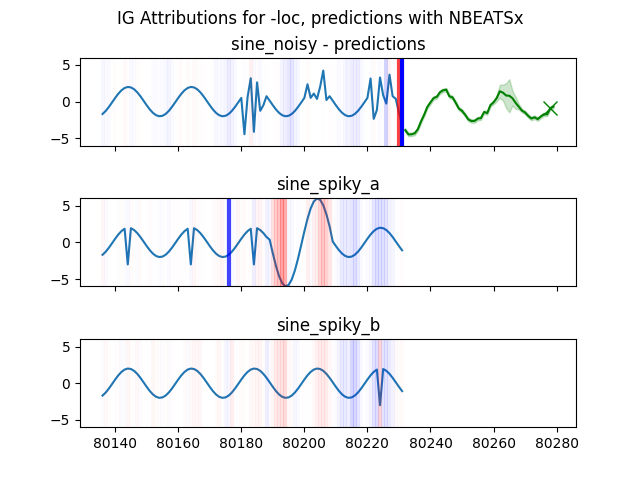 IG Attributions for -loc, predictions with NBEATSx
sine_noisy - predictions
5
0
−5
sine_spiky_a
5
0
−5
sine_spiky_b
5
0
−5
80140 80160 80180 80200 80220 80240 80260 80280